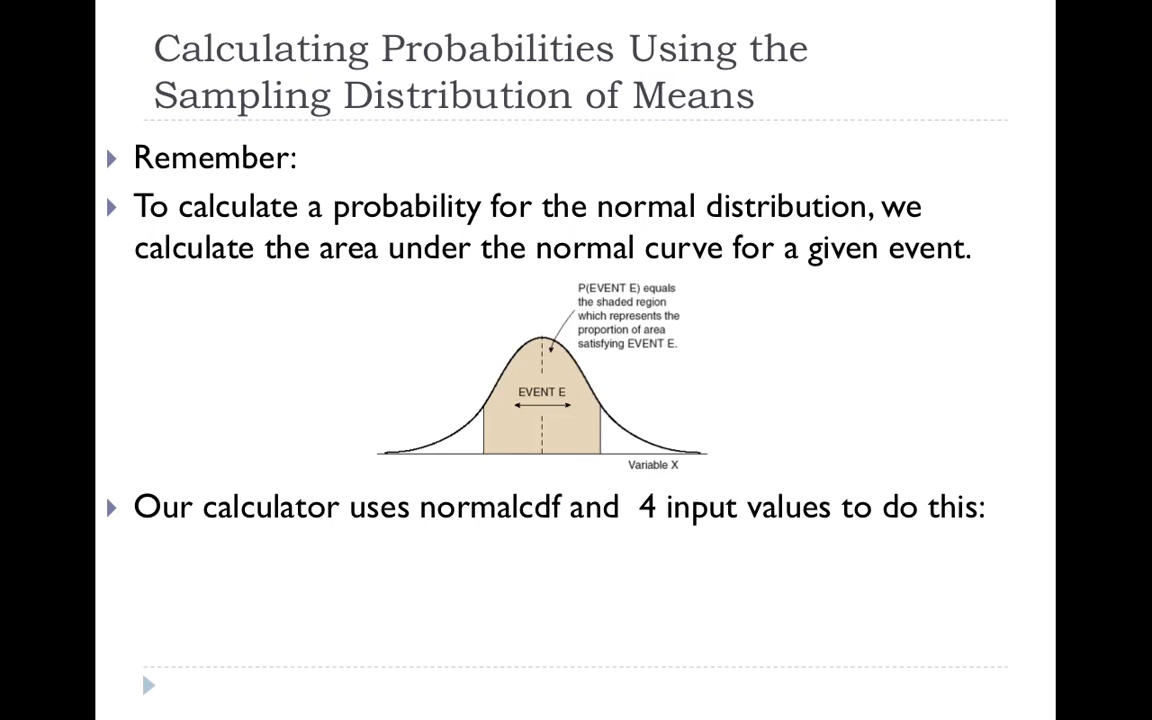 Calculating Probabilities Using the
Sampling Distribution of Means
Remember:
To calculate a probability for the normal distribution, we
calculate the area under the normal curve for a given event.
P(EVENT E) equals
the shaded region
which represents the
proportion of area
satisfying EVENT E.
EVENT E
Variable X
Our calculator uses normalcdf and 4 input values to do this: